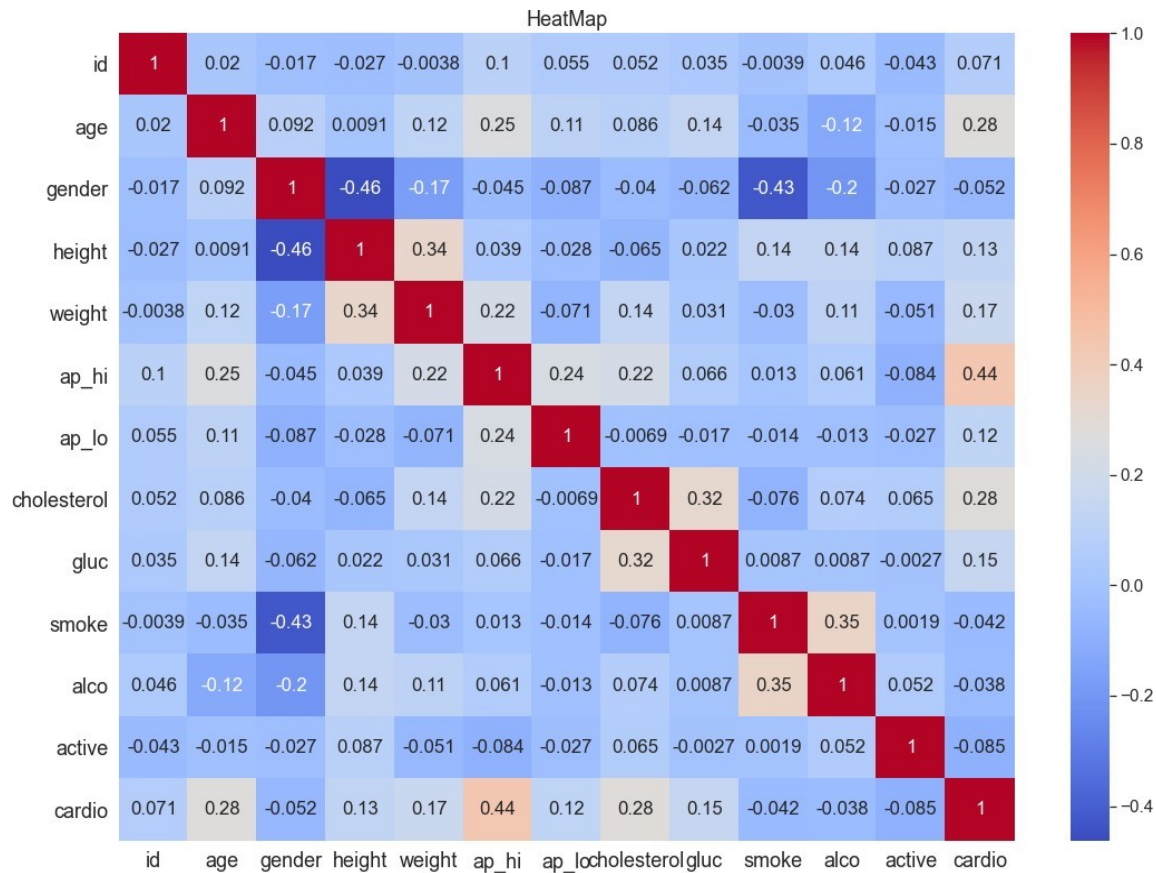 HeatMap
id 1 0.02 -0.017 -0.027 -0.0038 0.1 0.055 0.052 0.035 -0.0039 0.046 -0.043 0.071
age 0.02 1 0.092 0.0091 0.12 0.25 0.11 0.086 0.14 -0.035 -0.12 -0.015 0.28
gender -0.017 0.092 1 -0.46 -0.17 -0.045 -0.087 -0.04 -0.062 -0.43 -0.2 -0.027 -0.052
height -0.027 0.0091 -0.46 1 0.34 0.039 -0.028 -0.065 0.022 0.14 0.14 0.087 0.13
weight -0.0038 0.12 -0.17 0.34 1 0.22 -0.071 0.14 0.031 -0.03 0.11 -0.051 0.17
ap_hi 0.1 0.25 -0.045 0.039 0.22 1 0.24 0.22 0.066 0.013 0.061 -0.084 0.44
ap_lo 0.055 0.11 -0.087 -0.028 -0.071 0.24 1 -0.0069 -0.017 -0.014 -0.013 -0.027 0.12
cholesterol 0.052 0.086 -0.04 -0.065 0.14 0.22 -0.0069 1 0.32 -0.076 0.074 0.065 0.28
gluc 0.035 0.14 -0.062 0.022 0.031 0.066 -0.017 0.32 1 0.0087 0.0087 -0.0027 0.15
smoke -0.0039 -0.035 -0.43 0.14 -0.03 0.013 -0.014 -0.076 0.0087 1 0.35 0.0019 -0.042
alco 0.046 -0.12 -0.2 0.14 0.11 0.061 -0.013 0.074 0.0087 0.35 1 0.052 -0.038
active -0.043 -0.015 -0.027 0.087 -0.051 -0.084 -0.027 0.065 -0.0027 0.0019 0.052 1 -0.085
cardio 0.071 0.28 -0.052 0.13 0.17 0.44 0.12 0.28 0.15 -0.042 -0.038 -0.085 1
id age gender height weight ap_hi ap_lo cholesterol gluc smoke alco active cardio
1.0
0.8
0.6
0.4
0.2
0.0
−0.2
−0.4